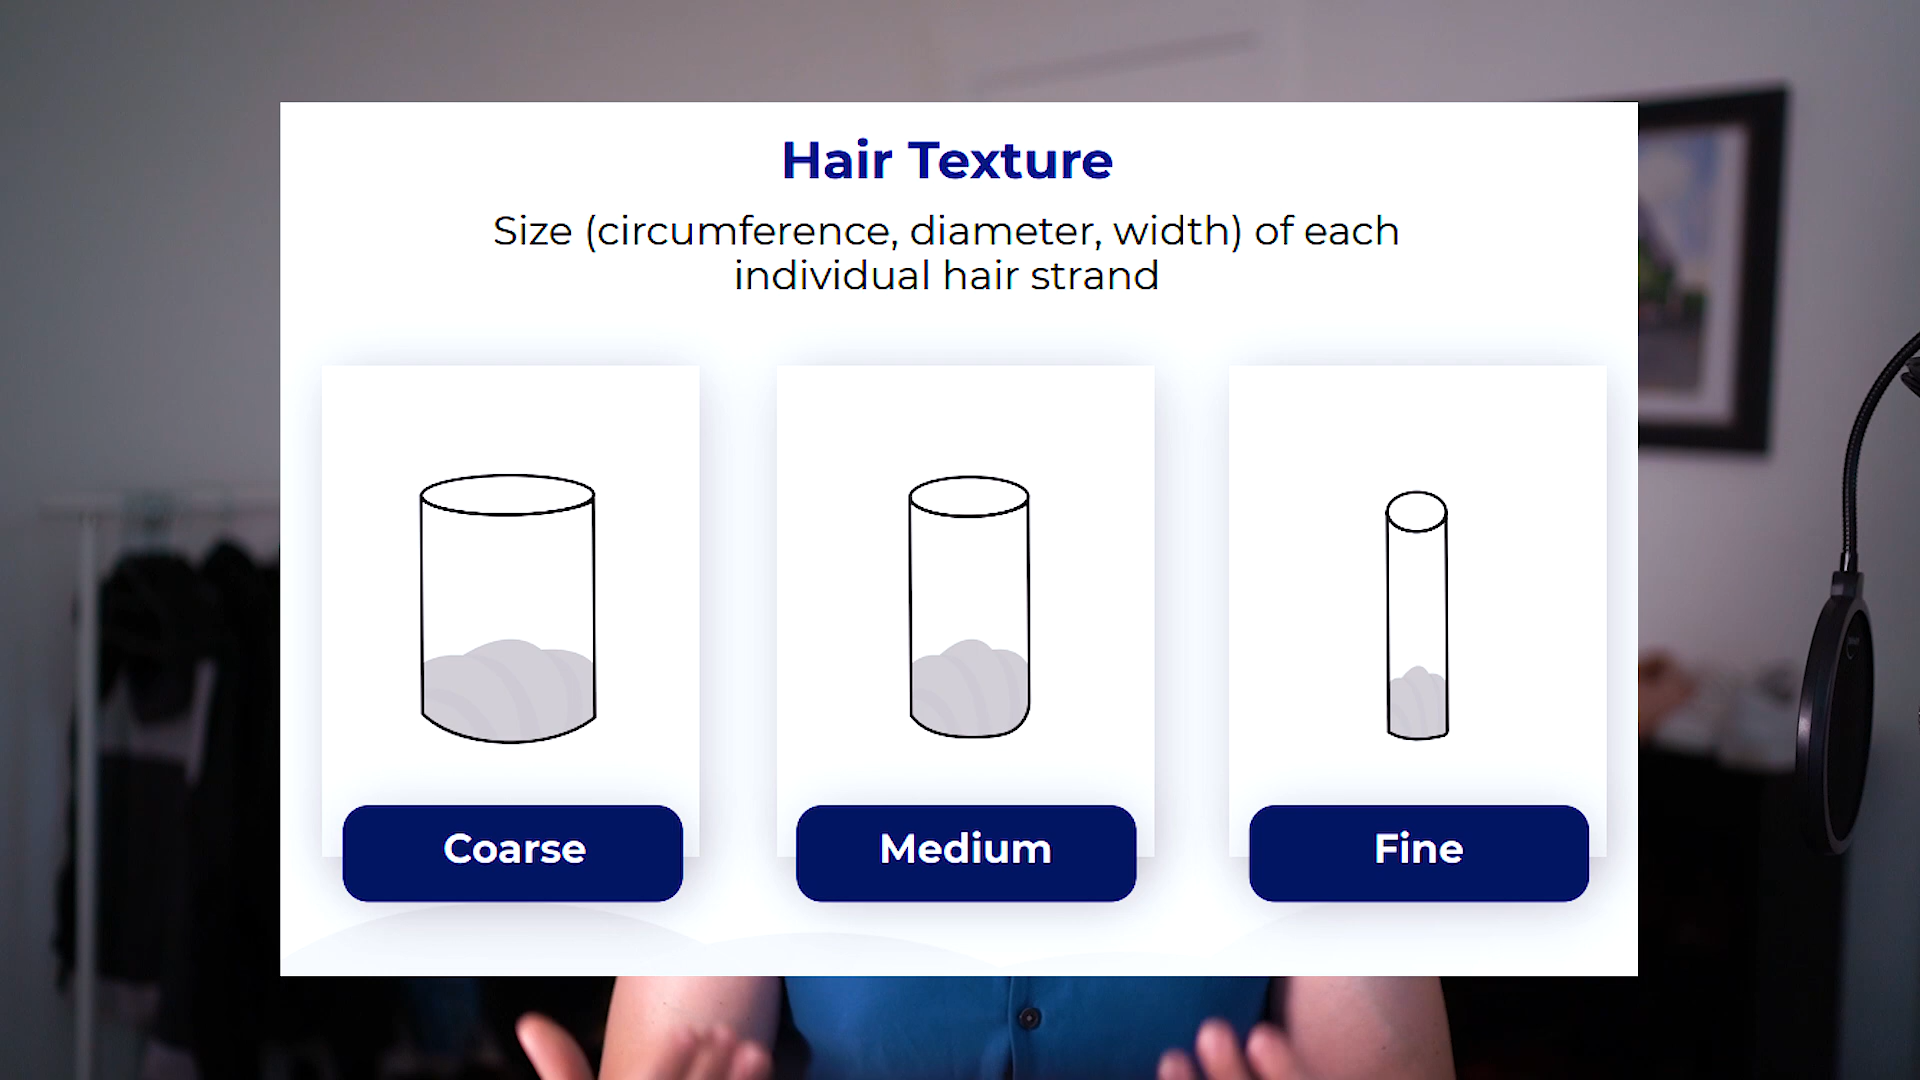 Hair Texture
Size (circumference, diameter, width) of each
individual hair strand
Coarse
Medium
Fine